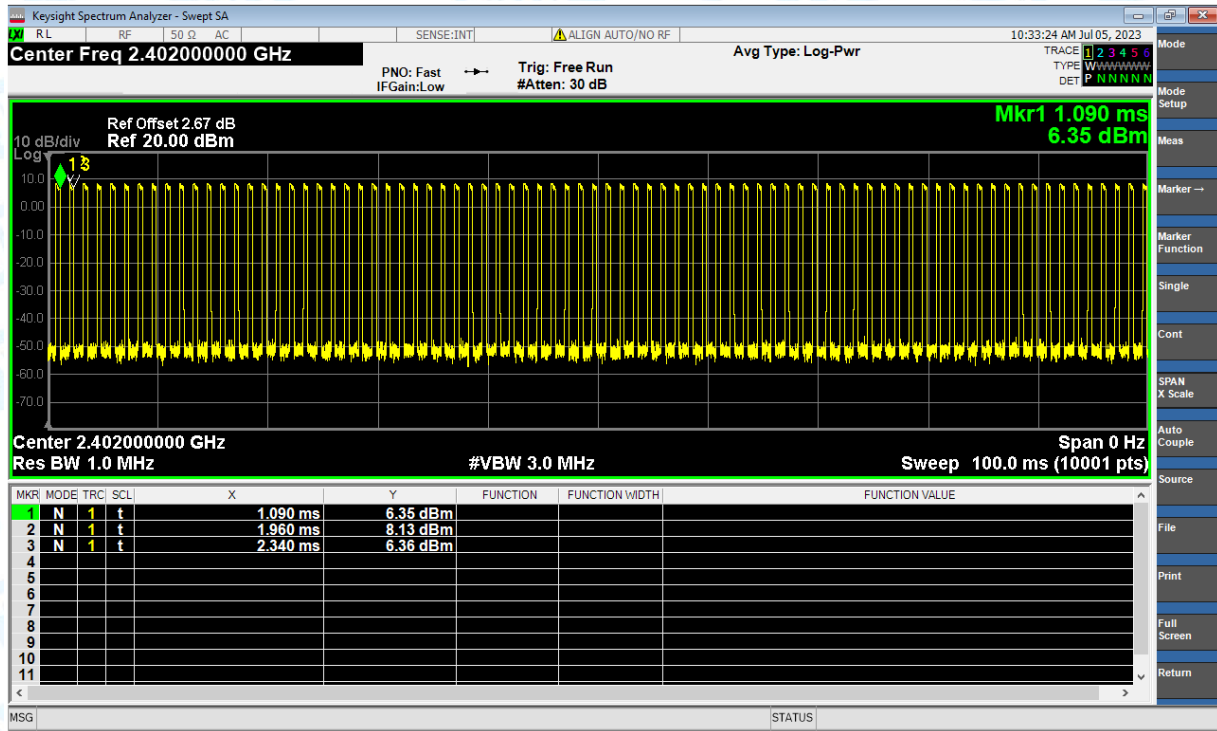 Keysight Spectrum Analyzer - Swept SA
LXI RL RF 50 Ω AC SENSE:INT ALIGN AUTO/NO RF 10:33:24 AM Jul 05, 2023
Center Freq 2.402000000 GHz Avg Type: Log-Pwr TRACE 1 2 3 4 5 6
PNO: Fast Trig: Free Run TYPE WWWWWW
IFGain:Low #Atten: 30 dB DET P N N N N N
Mkr1 1.090 ms
Ref Offset 2.67 dB
10 dB/div Ref 20.00 dBm 6.35 dBm
Log
1 3
10.0
0.00
-10.0
-20.0
-30.0
-40.0
-50.0
-60.0
-70.0
Center 2.402000000 GHz Span 0 Hz
Res BW 1.0 MHz #VBW 3.0 MHz Sweep 100.0 ms (10001 pts)
MKR MODE TRC SCL X Y FUNCTION FUNCTION WIDTH FUNCTION VALUE
1 N 1 t 1.090 ms 6.35 dBm
2 N 1 t 1.960 ms 8.13 dBm
3 N 1 t 2.340 ms 6.36 dBm
4
5
6
7
8
9
10
11
MSG STATUS
Mode
Mode
Setup
Meas
Marker →
Marker
Function
Single
Cont
SPAN
X Scale
Auto
Couple
Source
File
Print
Full
Screen
Return